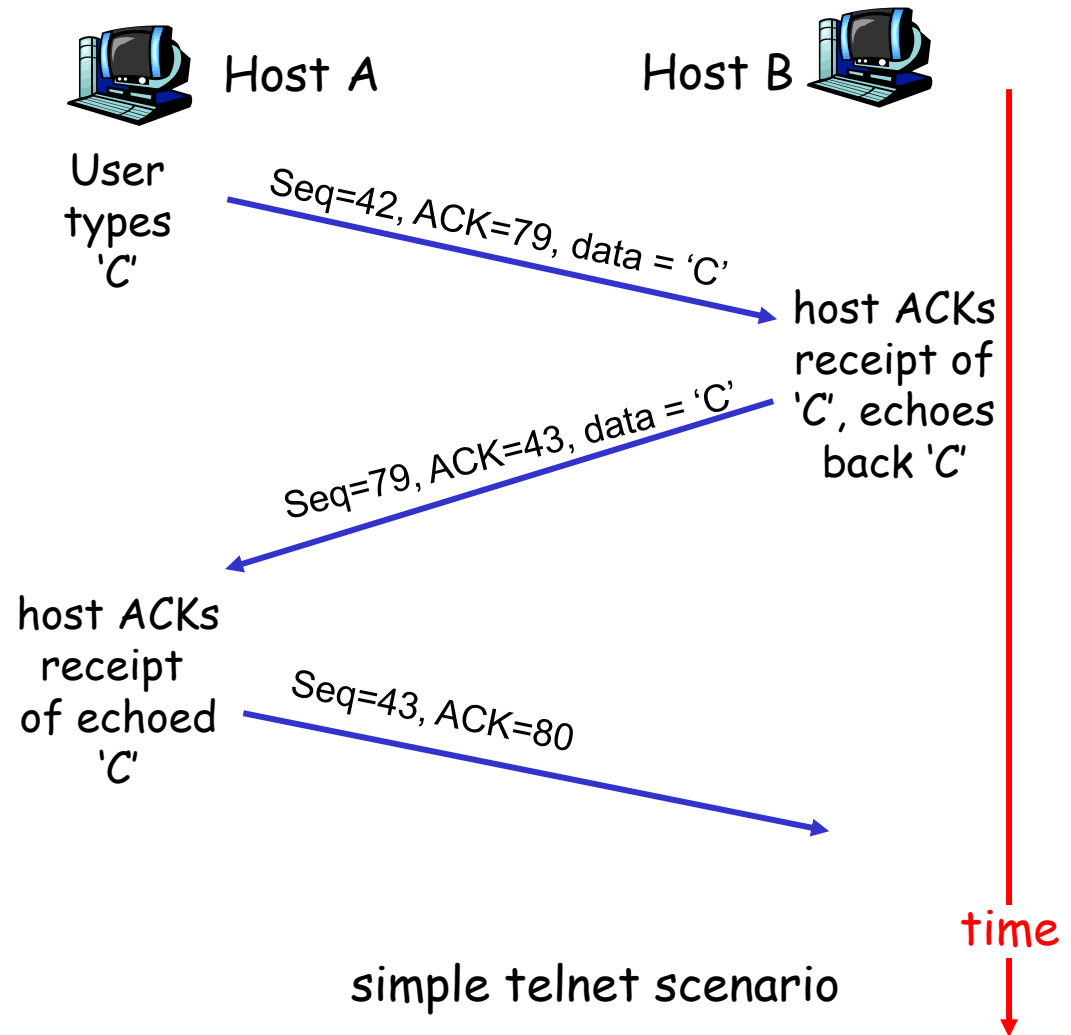 Host A
Host B
User
types
‘C’
Seq=42, ACK=79, data = ‘C’
host ACKs
receipt of
‘C’, echoes
back ‘C’
Seq=79, ACK=43, data = ‘C’
host ACKs
receipt
of echoed
‘C’
Seq=43, ACK=80
time
simple telnet scenario